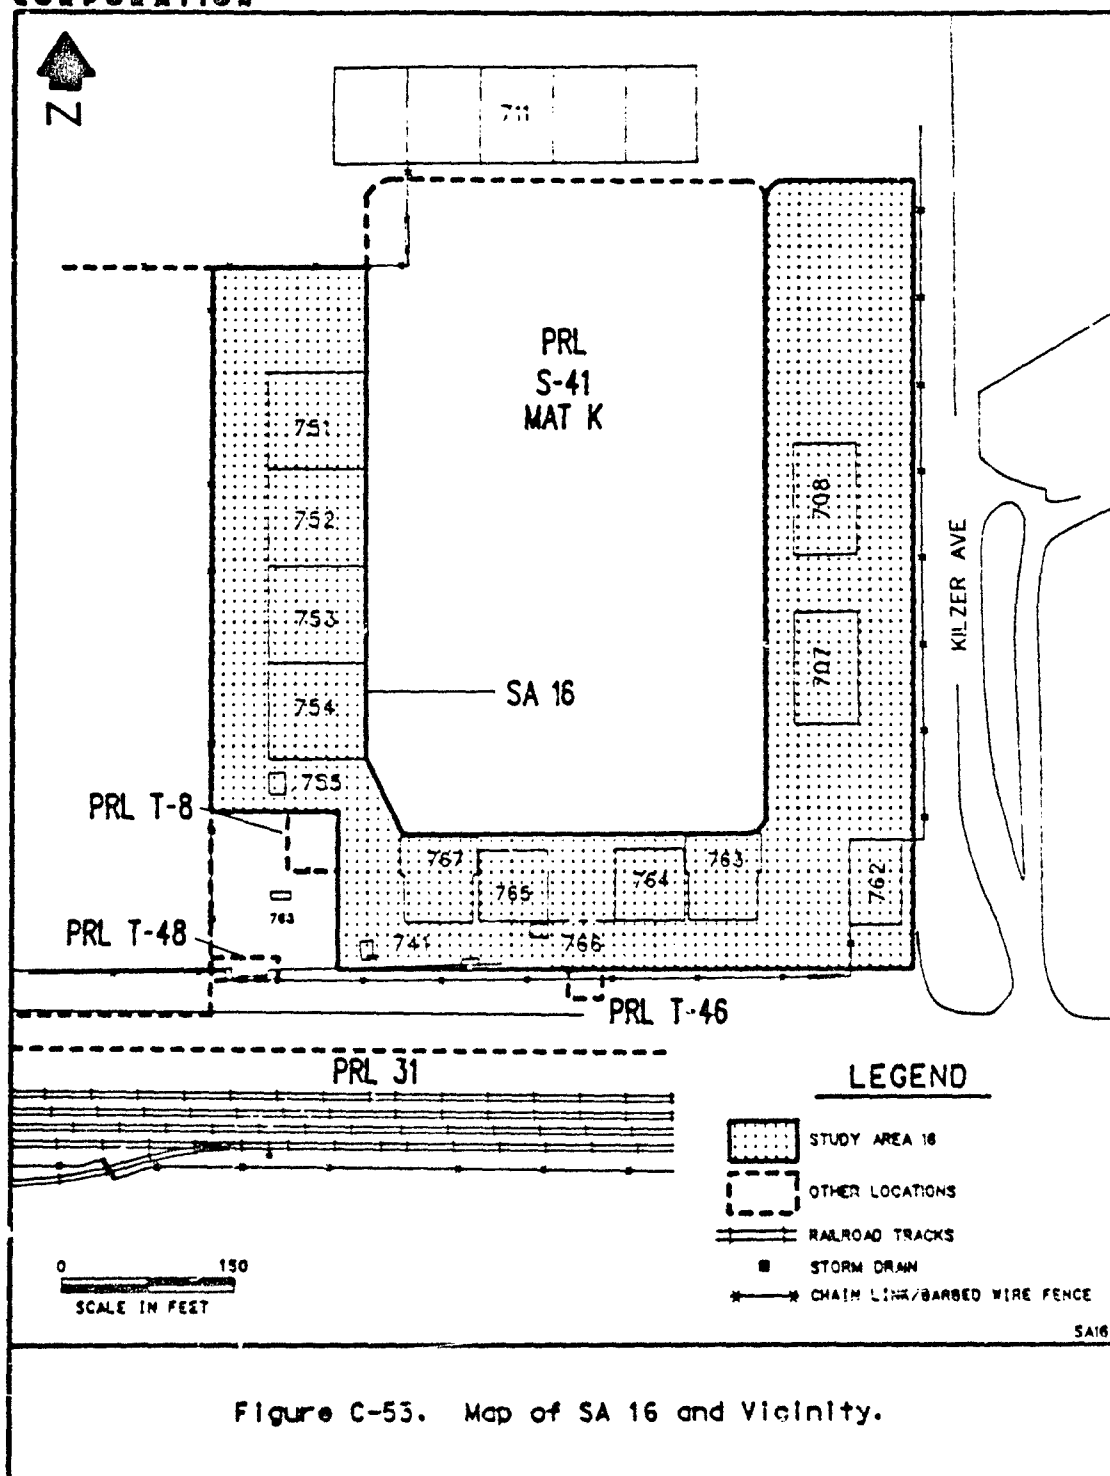 CORPORATION
Z
711
PRL
S-41
MAT K
751
752
753
754
755
SA 16
708
707
KILZER AVE
PRL T-8
767
765
764
763
762
763
PRL T-48
741
766
PRL T-46
PRL 31
LEGEND
STUDY AREA 16
OTHER LOCATIONS
RAILROAD TRACKS
STORM DRAIN
CHAIN LINK/BARBED WIRE FENCE
0 150
SCALE IN FEET
SA16
Figure C-53. Map of SA 16 and Vicinity.